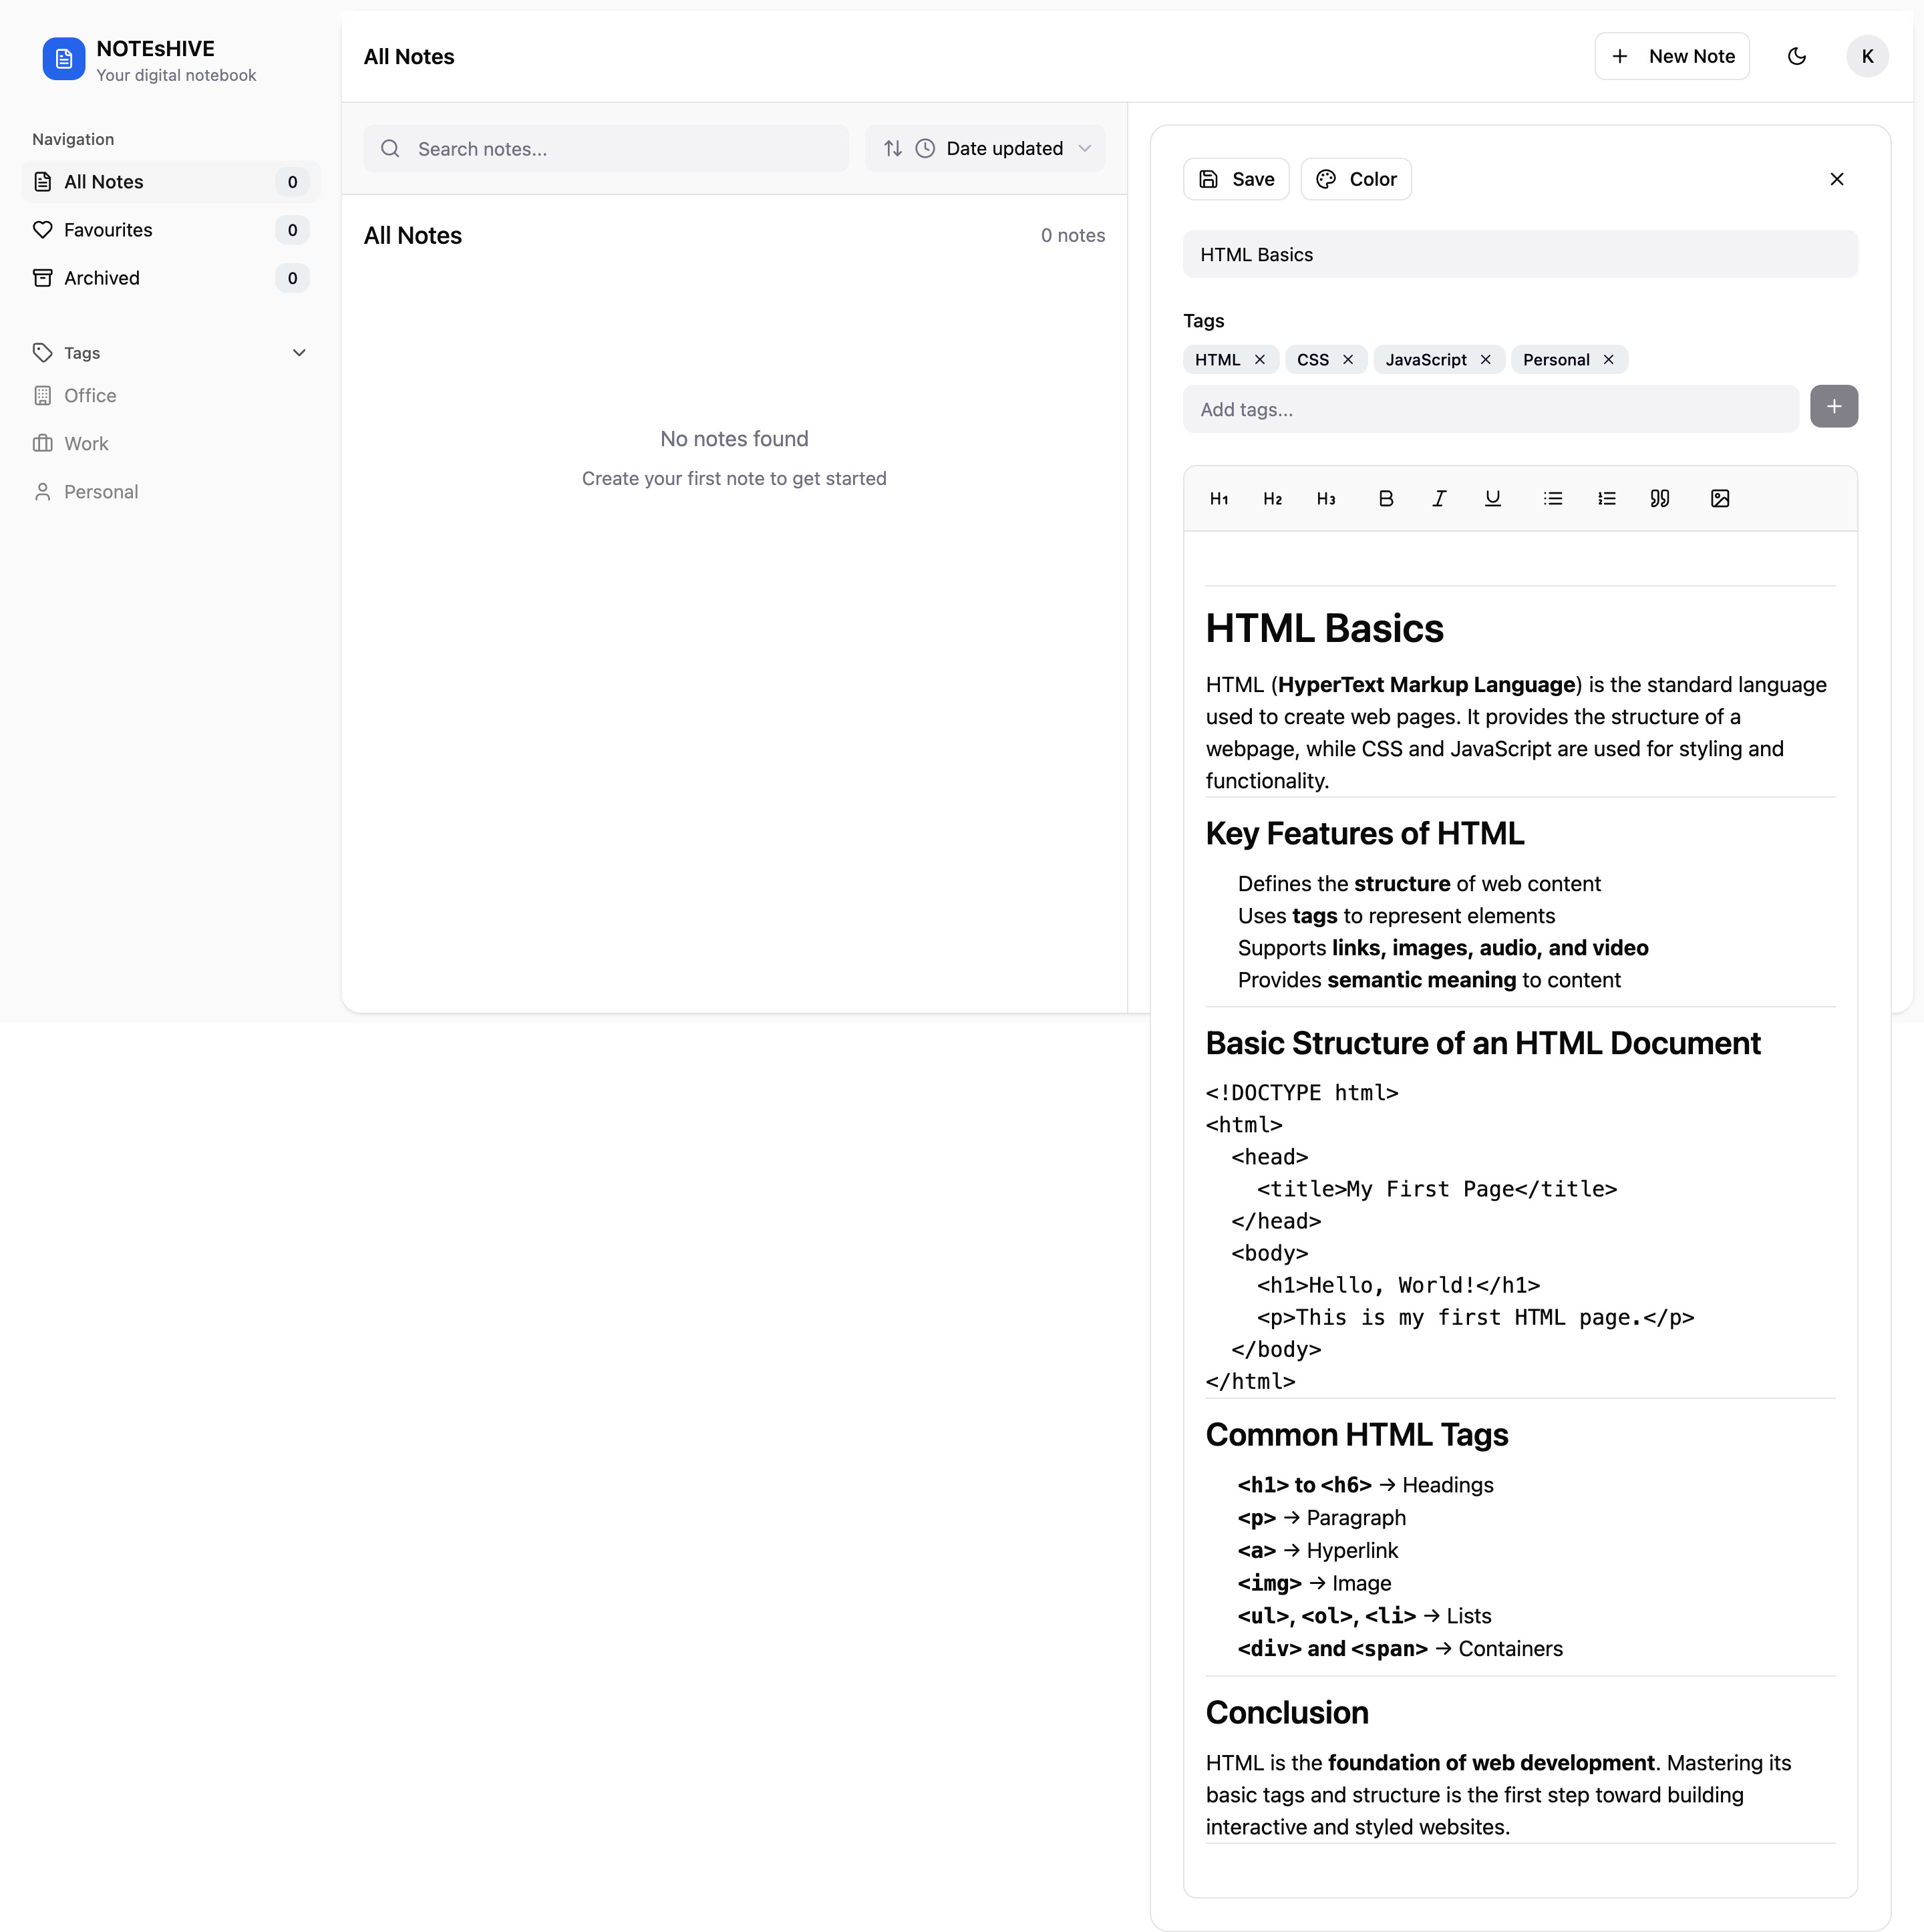 NOTEsHIVE
Your digital notebook
Navigation
All Notes 0
Favourites 0
Archived 0
Tags
Office
Work
Personal
All Notes
New Note
K
Search notes...
Date updated
All Notes
0 notes
No notes found
Create your first note to get started
Save
Color
HTML Basics
Tags
HTML
CSS
JavaScript
Personal
Add tags...
H1 H2 H3 B I U
HTML Basics
HTML (HyperText Markup Language) is the standard language
used to create web pages. It provides the structure of a
webpage, while CSS and JavaScript are used for styling and
functionality.
Key Features of HTML
Defines the structure of web content
Uses tags to represent elements
Supports links, images, audio, and video
Provides semantic meaning to content
Basic Structure of an HTML Document
<!DOCTYPE html>
<html>
  <head>
    <title>My First Page</title>
  </head>
  <body>
    <h1>Hello, World!</h1>
    <p>This is my first HTML page.</p>
  </body>
</html>
Common HTML Tags
<h1> to <h6> → Headings
<p> → Paragraph
<a> → Hyperlink
<img> → Image
<ul>, <ol>, <li> → Lists
<div> and <span> → Containers
Conclusion
HTML is the foundation of web development. Mastering its
basic tags and structure is the first step toward building
interactive and styled websites.